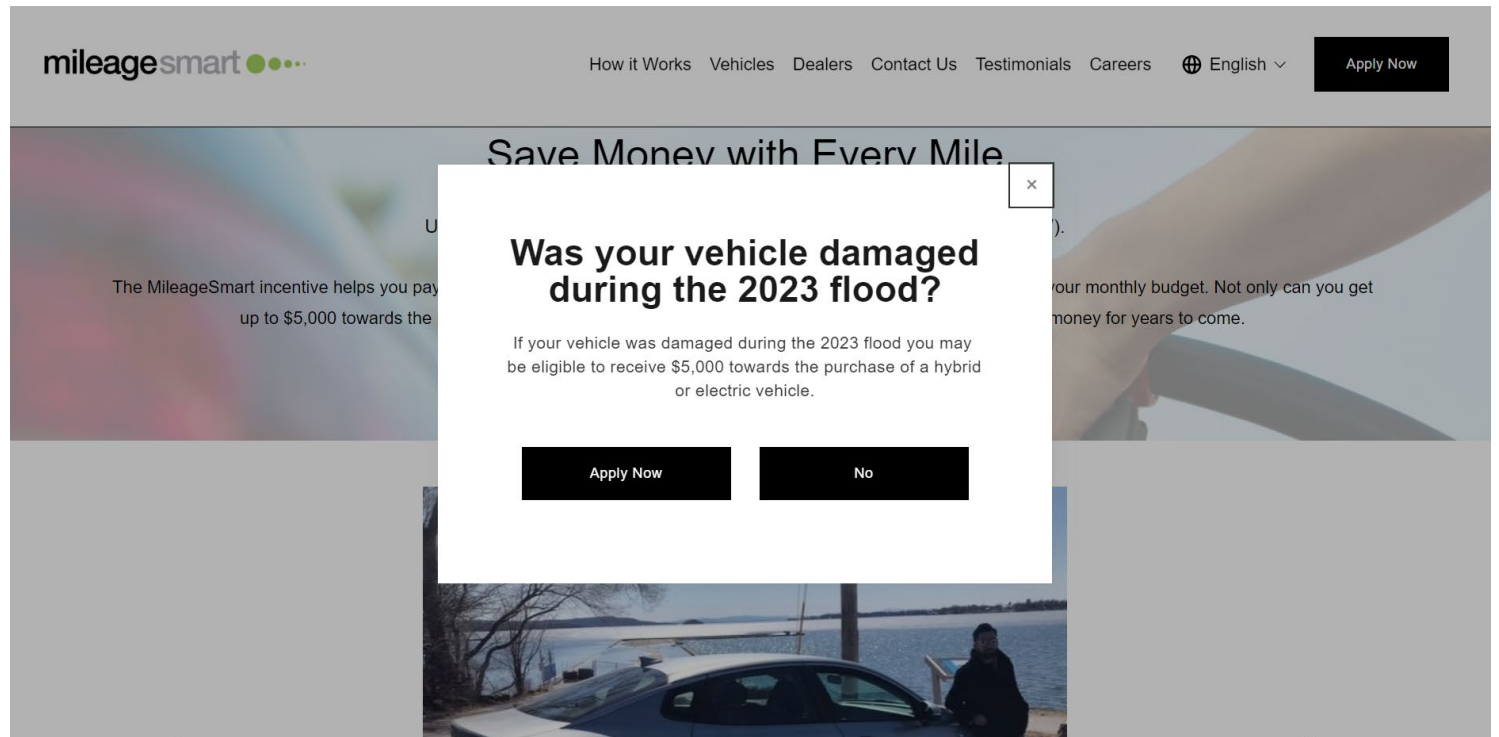 mileagesmart
How it Works Vehicles Dealers Contact Us Testimonials Careers English Apply Now
Save Money with Every Mile
×
U
).
Was your vehicle damaged
during the 2023 flood?
The MileageSmart incentive helps you pay
your monthly budget. Not only can you get
up to $5,000 towards the
money for years to come.
If your vehicle was damaged during the 2023 flood you may
be eligible to receive $5,000 towards the purchase of a hybrid
or electric vehicle.
Apply Now No